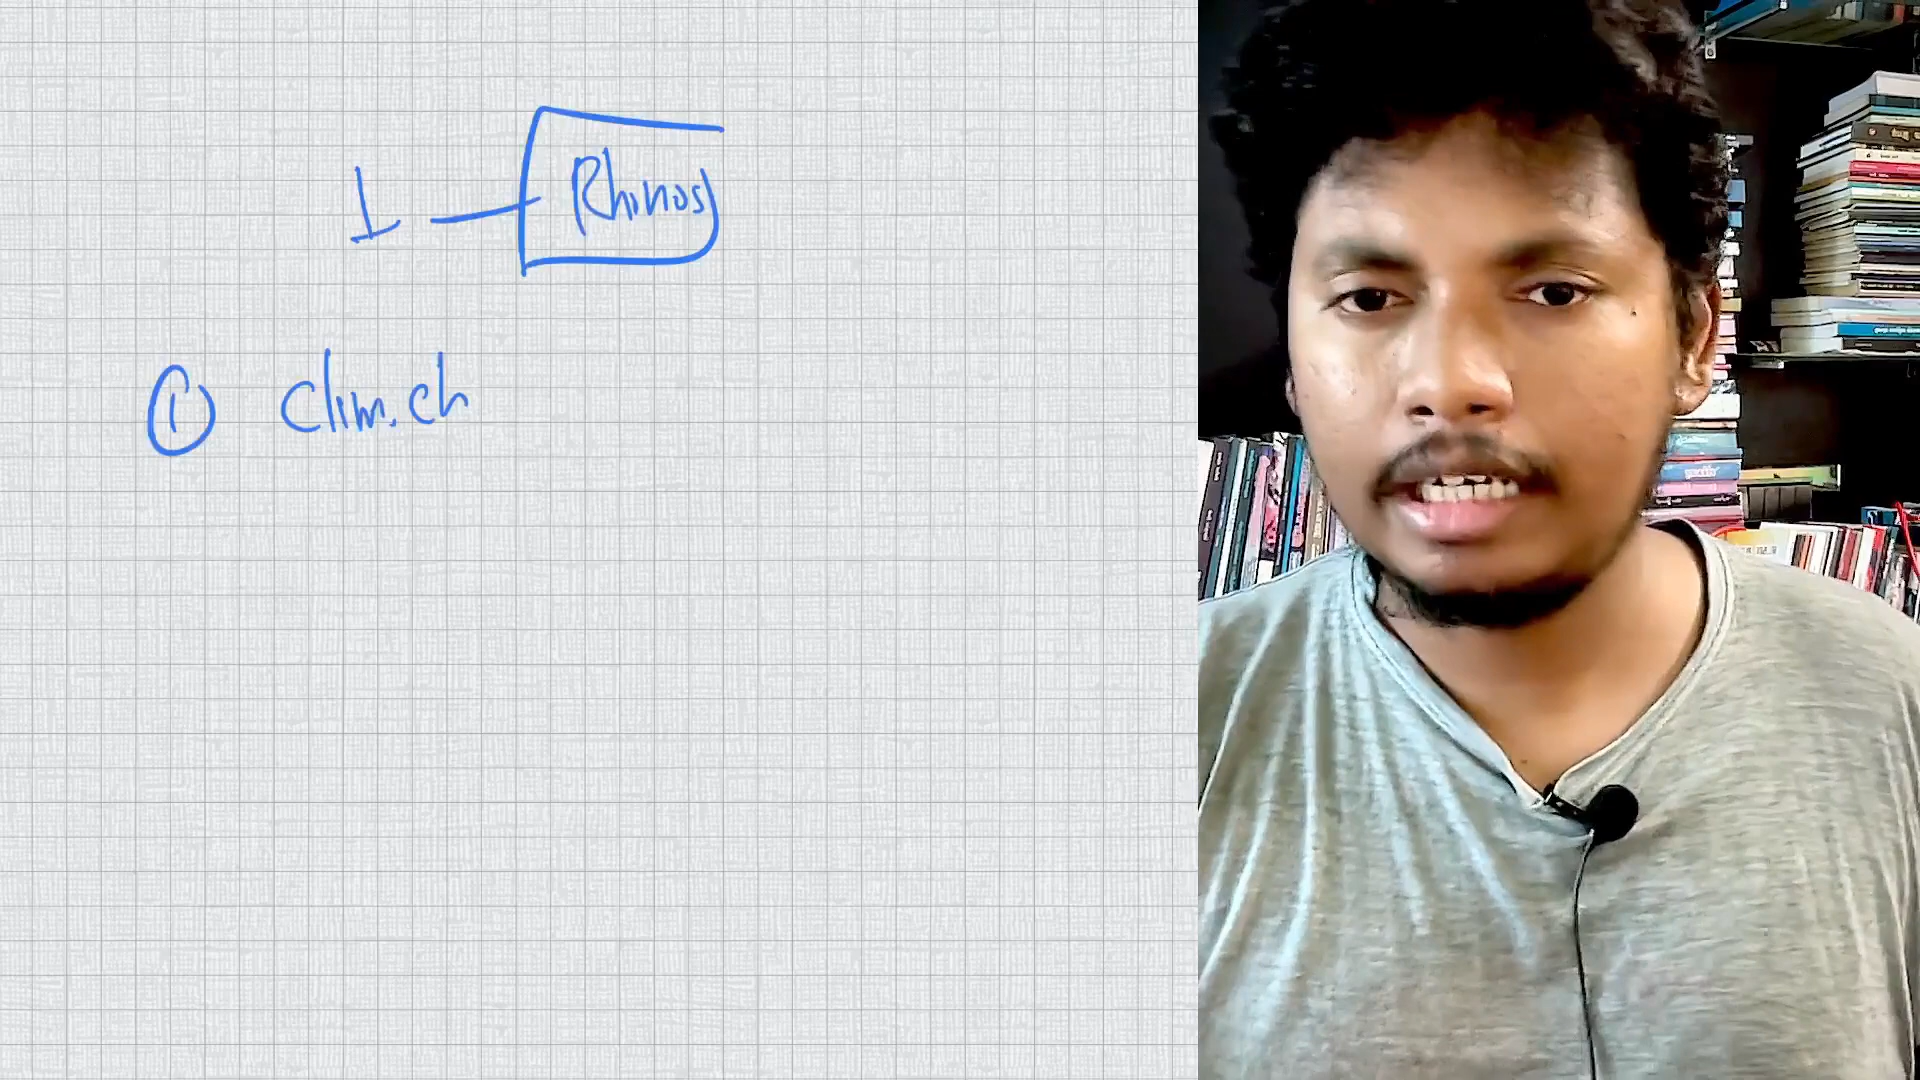 1 — Rhinos
① Clim. ch